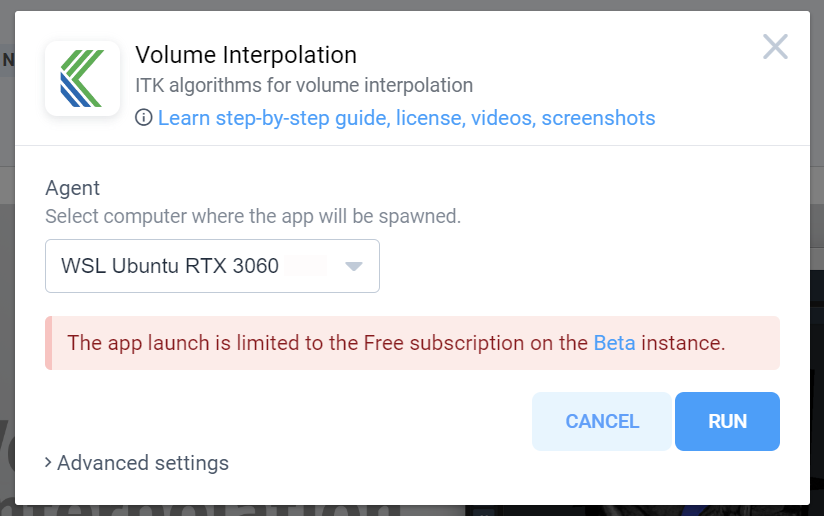 Volume Interpolation
ITK algorithms for volume interpolation
Learn step-by-step guide, license, videos, screenshots
Agent
Select computer where the app will be spawned.
WSL Ubuntu RTX 3060
The app launch is limited to the Free subscription on the Beta instance.
CANCEL
RUN
Advanced settings